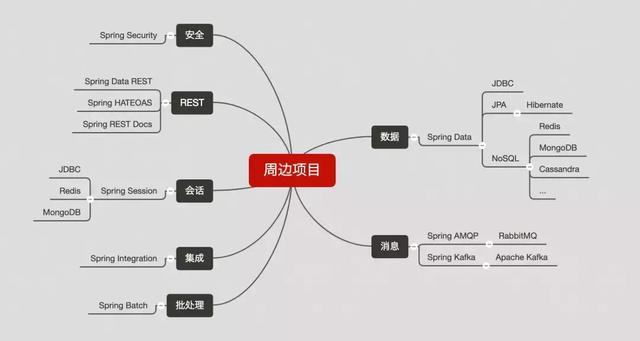 周边项目
安全
Spring Security
REST
Spring Data REST
Spring HATEOAS
Spring REST Docs
会话
Spring Session
JDBC
Redis
MongoDB
集成
Spring Integration
批处理
Spring Batch
数据
Spring Data
JDBC
JPA
Hibernate
NoSQL
Redis
MongoDB
Cassandra
...
消息
Spring AMQP
RabbitMQ
Spring Kafka
Apache Kafka